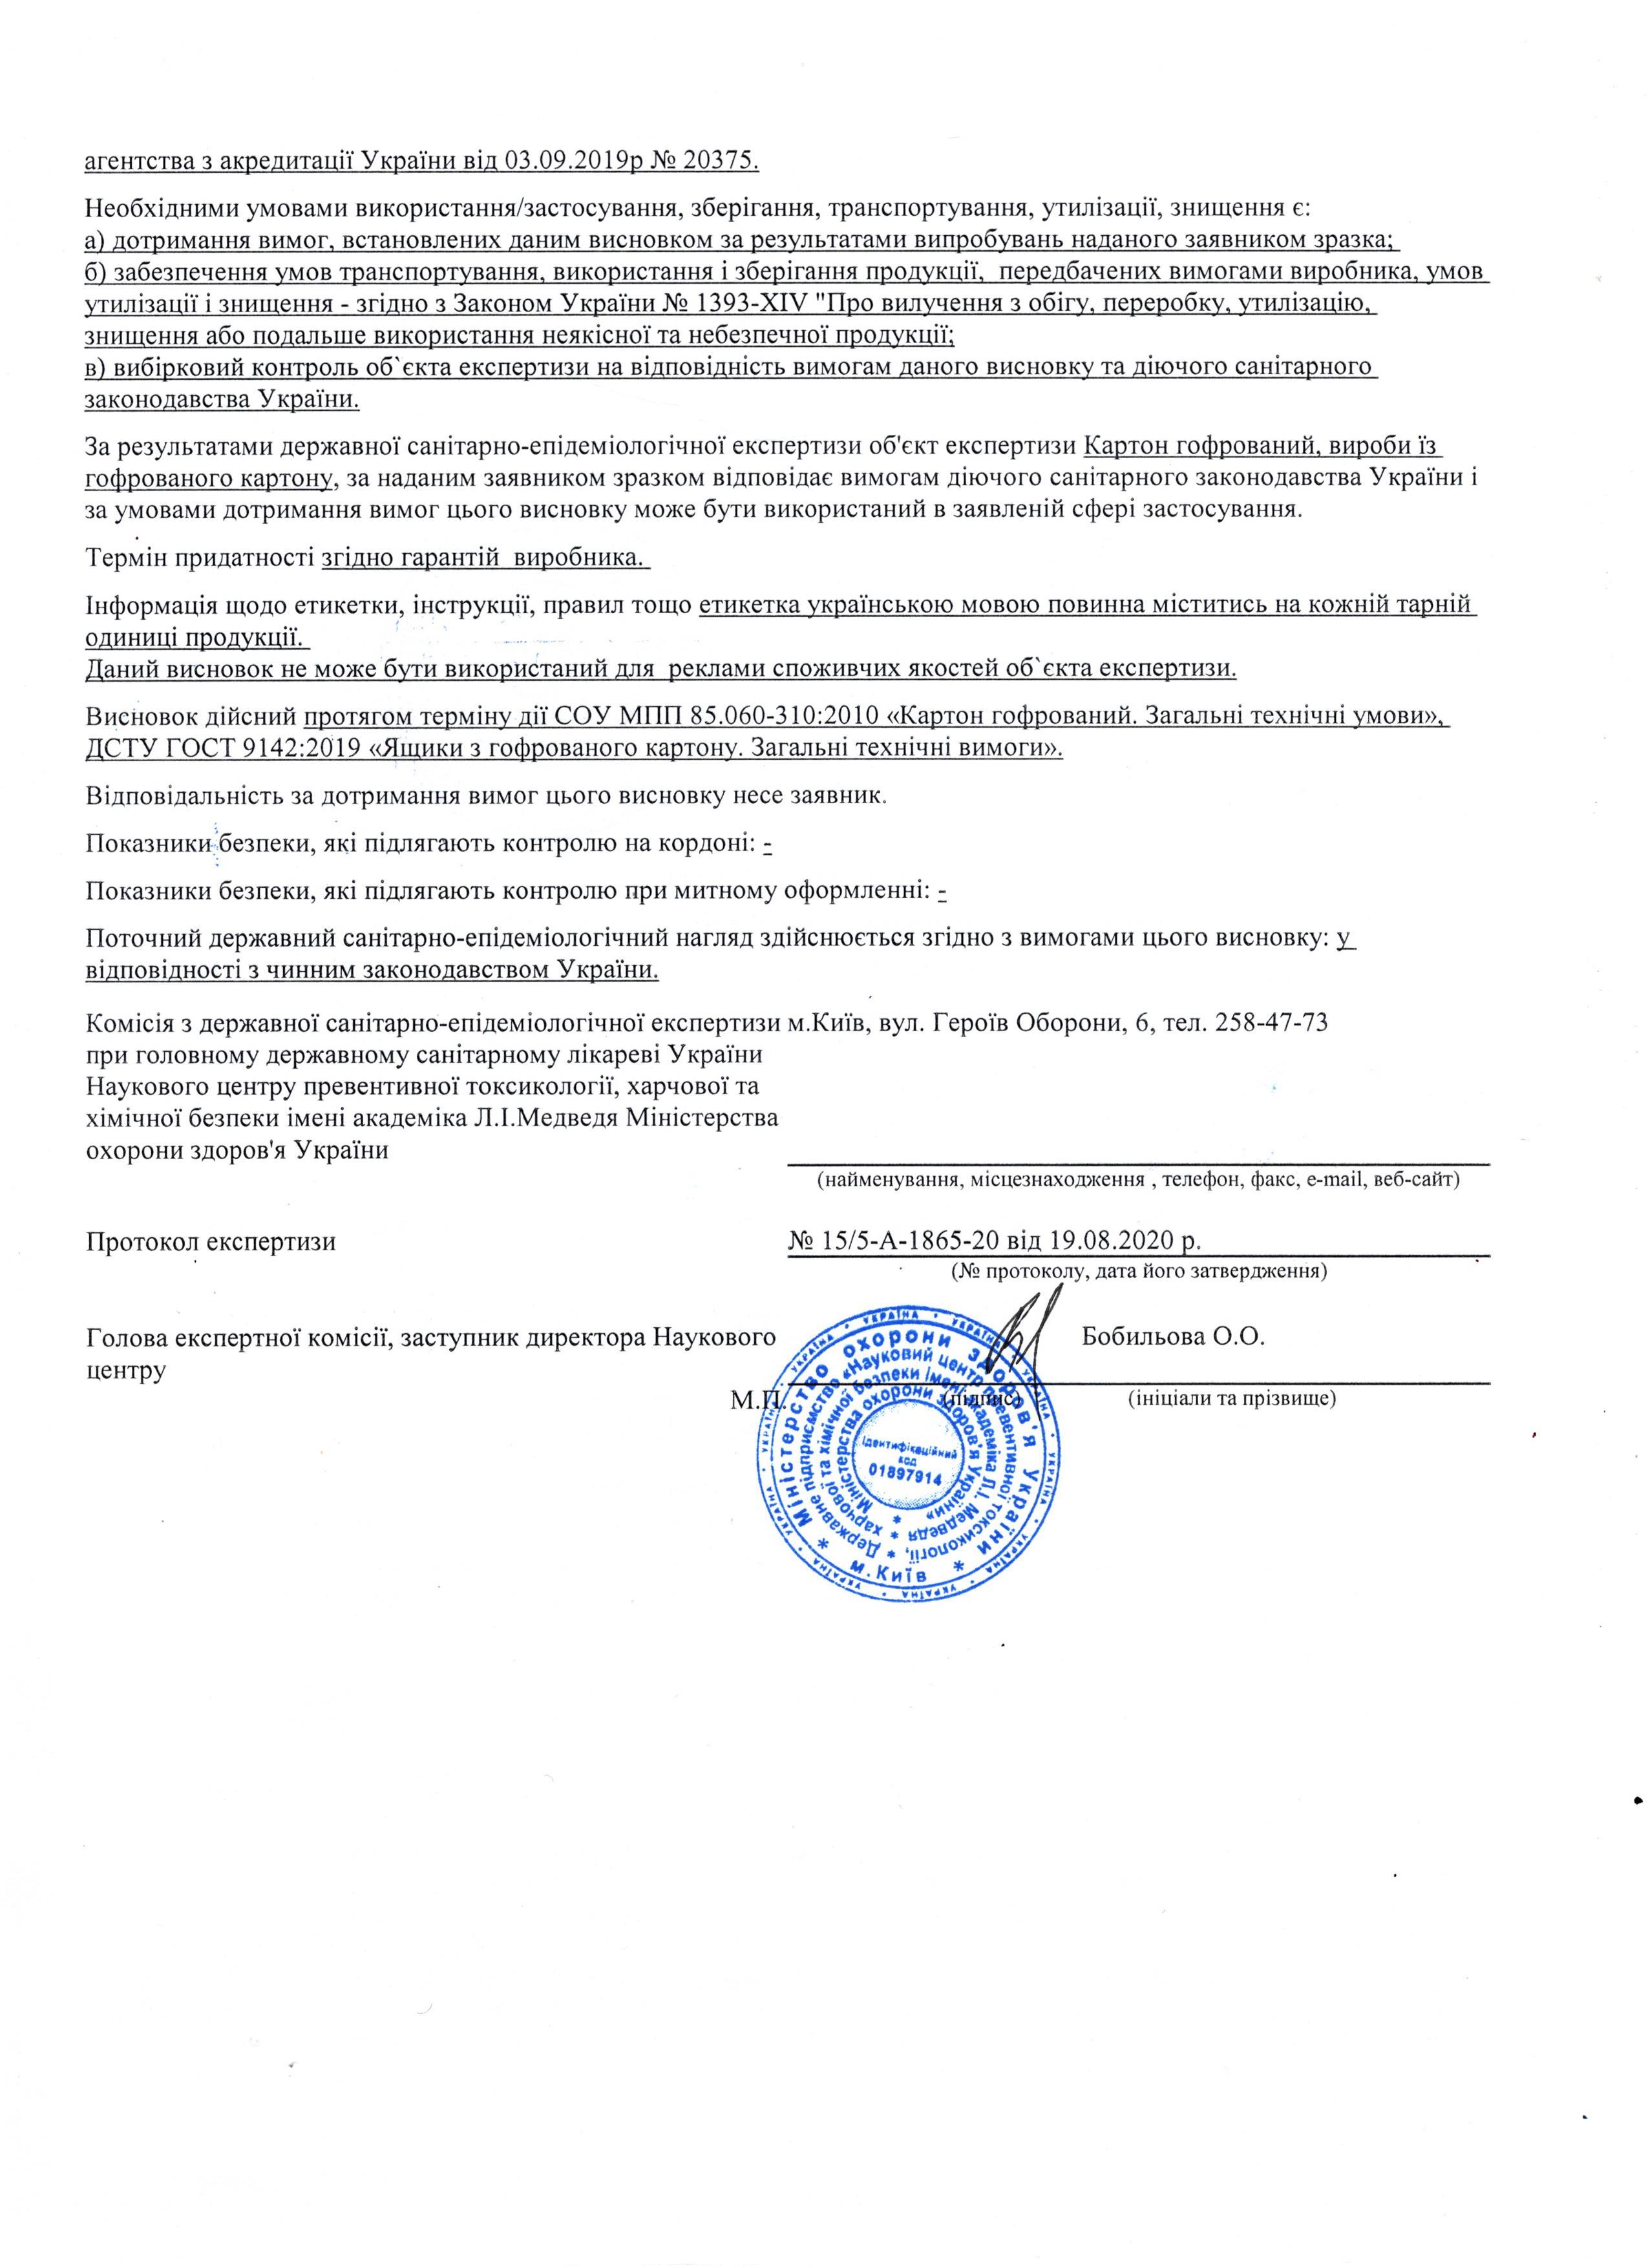 агентства з акредитації України від 03.09.2019р № 20375.
Необхідними умовами використання/застосування, зберігання, транспортування, утилізації, знищення є:
а) дотримання вимог, встановлених даним висновком за результатами випробувань наданого заявником зразка;
б) забезпечення умов транспортування, використання і зберігання продукції, передбачених вимогами виробника, умов
утилізації і знищення - згідно з Законом України № 1393-XIV "Про вилучення з обігу, переробку, утилізацію,
знищення або подальше використання неякісної та небезпечної продукції;
в) вибірковий контроль об`єкта експертизи на відповідність вимогам даного висновку та діючого санітарного
законодавства України.
За результатами державної санітарно-епідеміологічної експертизи об'єкт експертизи Картон гофрований, вироби їз
гофрованого картону, за наданим заявником зразком відповідає вимогам діючого санітарного законодавства України і
за умовами дотримання вимог цього висновку може бути використаний в заявленій сфері застосування.
Термін придатності згідно гарантій виробника.
Інформація щодо етикетки, інструкції, правил тощо етикетка українською мовою повинна міститись на кожній тарній
одиниці продукції.
Даний висновок не може бути використаний для реклами споживчих якостей об`єкта експертизи.
Висновок дійсний протягом терміну дії СОУ МПП 85.060-310:2010 «Картон гофрований. Загальні технічні умови»,
ДСТУ ГОСТ 9142:2019 «Ящики з гофрованого картону. Загальні технічні вимоги».
Відповідальність за дотримання вимог цього висновку несе заявник.
Показники безпеки, які підлягають контролю на кордоні: -
Показники безпеки, які підлягають контролю при митному оформленні: -
Поточний державний санітарно-епідеміологічний нагляд здійснюється згідно з вимогами цього висновку: у
відповідності з чинним законодавством України.
Комісія з державної санітарно-епідеміологічної експертизи м.Київ, вул. Героїв Оборони, 6, тел. 258-47-73
при головному державному санітарному лікареві України
Наукового центру превентивної токсикології, харчової та
хімічної безпеки імені академіка Л.І.Медведя Міністерства
охорони здоров'я України
(найменування, місцезнаходження , телефон, факс, e-mail, веб-сайт)
Протокол експертизи № 15/5-А-1865-20 від 19.08.2020 р.
(№ протоколу, дата його затвердження)
Голова експертної комісії, заступник директора Наукового Бобильова О.О.
центру
М.П. (підпис) (ініціали та прізвище)
УКРАЇНА • УКРАЇНА • УКРАЇНА
* Міністерство охорони здоров'я України *
м.Київ
* Державне підприємство «Науковий центр превентивної токсикології,
* харчової та хімічної безпеки імені академіка Л.І. Медведя
* Міністерства охорони здоров'я України»
Ідентифікаційний
код
01897914